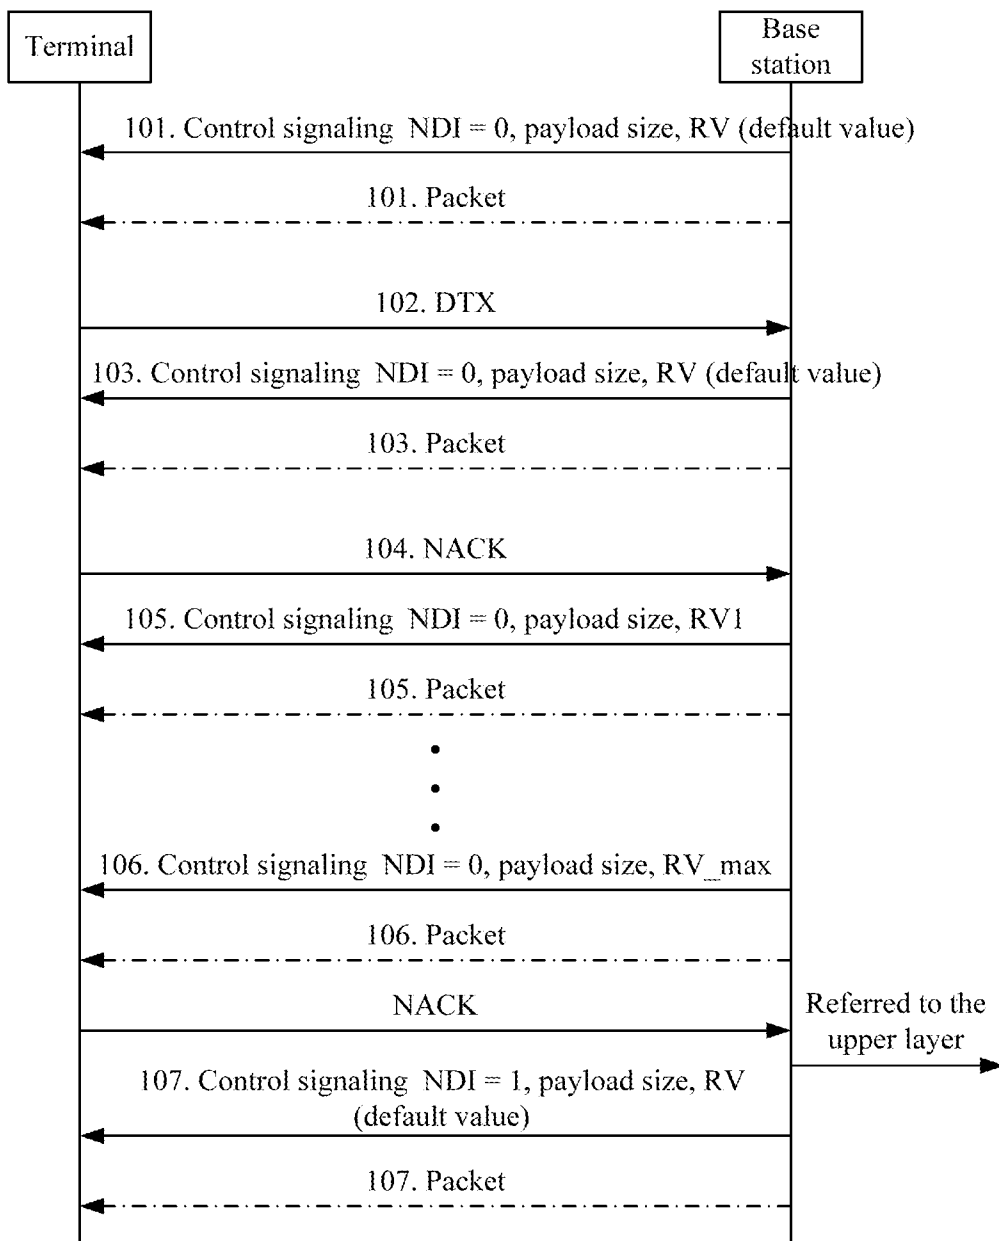 Terminal
Base
station
101. Control signaling NDI = 0, payload size, RV (default value)
101. Packet
102. DTX
103. Control signaling NDI = 0, payload size, RV (default value)
103. Packet
104. NACK
105. Control signaling NDI = 0, payload size, RV1
105. Packet
106. Control signaling NDI = 0, payload size, RV_max
106. Packet
NACK
Referred to the
upper layer
107. Control signaling NDI = 1, payload size, RV
(default value)
107. Packet